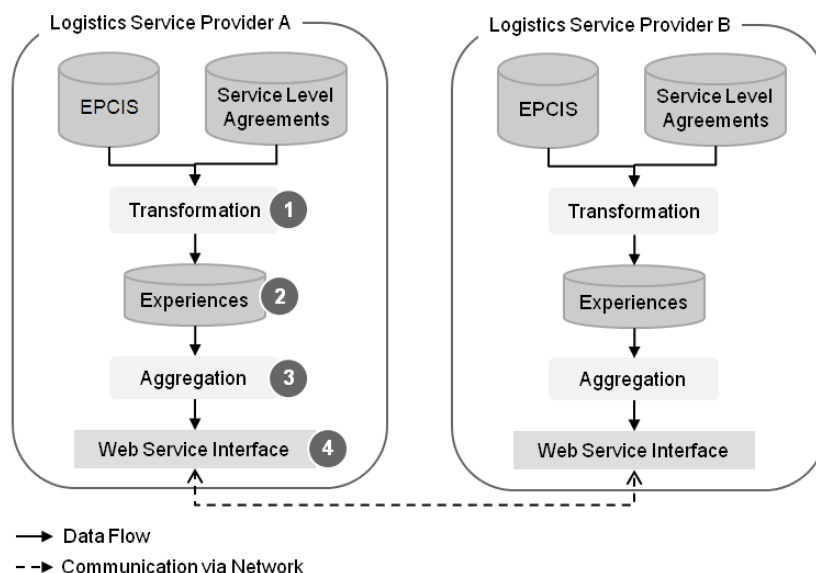 Logistics Service Provider A
EPCIS
Service Level
Agreements
Transformation 1
Experiences 2
Aggregation 3
Web Service Interface 4
Logistics Service Provider B
EPCIS
Service Level
Agreements
Transformation
Experiences
Aggregation
Web Service Interface
Data Flow
Communication via Network